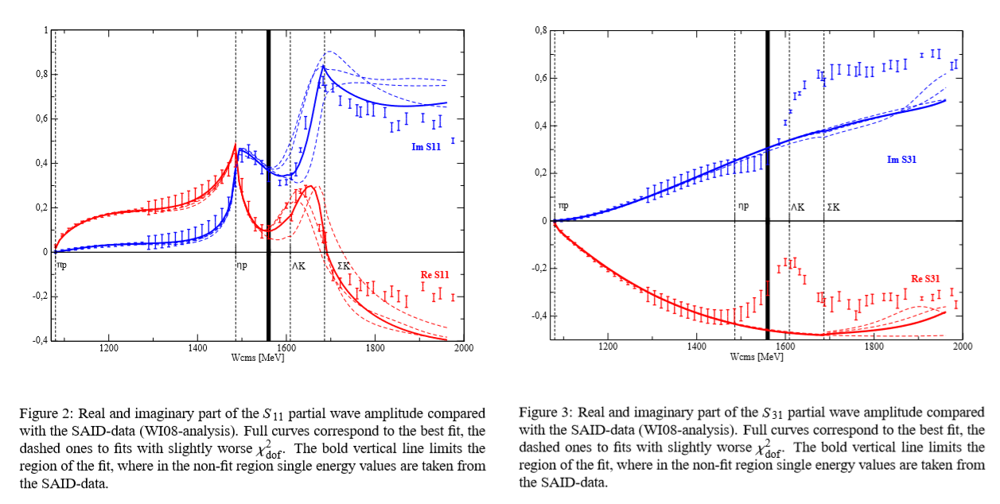 1
0,8
0,6
0,4
0,2
0
-0,2
-0,4
πp
ηp
ΛK
ΣK
Im S11
Re S11
1200
1400
1600
1800
2000
Wcms [MeV]
0,8
0,6
0,4
0,2
0
-0,2
-0,4
πp
ηp
ΛK
ΣK
Im S31
Re S31
1200
1400
1600
1800
2000
Wcms [MeV]
Figure 2: Real and imaginary part of the S₁₁ partial wave amplitude compared
with the SAID-data (WI08-analysis). Full curves correspond to the best fit, the
dashed ones to fits with slightly worse χ²dof. The bold vertical line limits the
region of the fit, where in the non-fit region single energy values are taken from
the SAID-data.
Figure 3: Real and imaginary part of the S₃₁ partial wave amplitude compared
with the SAID-data (WI08-analysis). Full curves correspond to the best fit, the
dashed ones to fits with slightly worse χ²dof. The bold vertical line limits the
region of the fit, where in the non-fit region single energy values are taken from
the SAID-data.